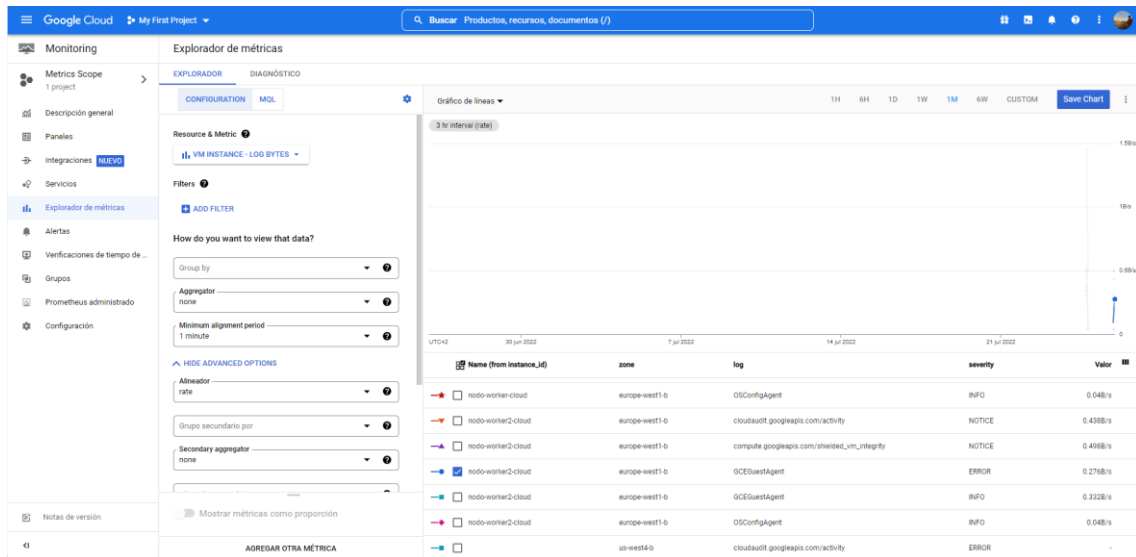 Google Cloud My First Project Buscar Productos, recursos, documentos (/)
Monitoring
Metrics Scope
1 project
Descripción general
Paneles
Integraciones NUEVO
Servicios
Explorador de métricas
Alertas
Verificaciones de tiempo de ...
Grupos
Prometheus administrado
Configuración
Notas de versión
Explorador de métricas
EXPLORADOR DIAGNÓSTICO
CONFIGURATION MQL
Resource & Metric
VM INSTANCE - LOG BYTES
Filters
ADD FILTER
How do you want to view that data?
Group by
Aggregator
none
Minimum alignment period
1 minute
HIDE ADVANCED OPTIONS
Alineador
rate
Grupo secundario por
Secondary aggregator
none
Mostrar métricas como proporción
AGREGAR OTRA MÉTRICA
Gráfico de líneas 1H 6H 1D 1W 1M 6W CUSTOM Save Chart
3 hr interval (rate)
1.5B/s
1B/s
0.5B/s
0
UTC+2 30 jun 2022 7 jul 2022 14 jul 2022 21 jul 2022
Name (from instance_id) zone log severity Valor
nodo-worker-cloud europe-west1-b OSConfigAgent INFO 0.04B/s
nodo-worker2-cloud europe-west1-b cloudaudit.googleapis.com/activity NOTICE 0.438B/s
nodo-worker2-cloud europe-west1-b compute.googleapis.com/shielded_vm_integrity NOTICE 0.496B/s
nodo-worker2-cloud europe-west1-b GCEGuestAgent ERROR 0.276B/s
nodo-worker2-cloud europe-west1-b GCEGuestAgent INFO 0.332B/s
nodo-worker2-cloud europe-west1-b OSConfigAgent INFO 0.04B/s
us-west4-b cloudaudit.googleapis.com/activity ERROR -